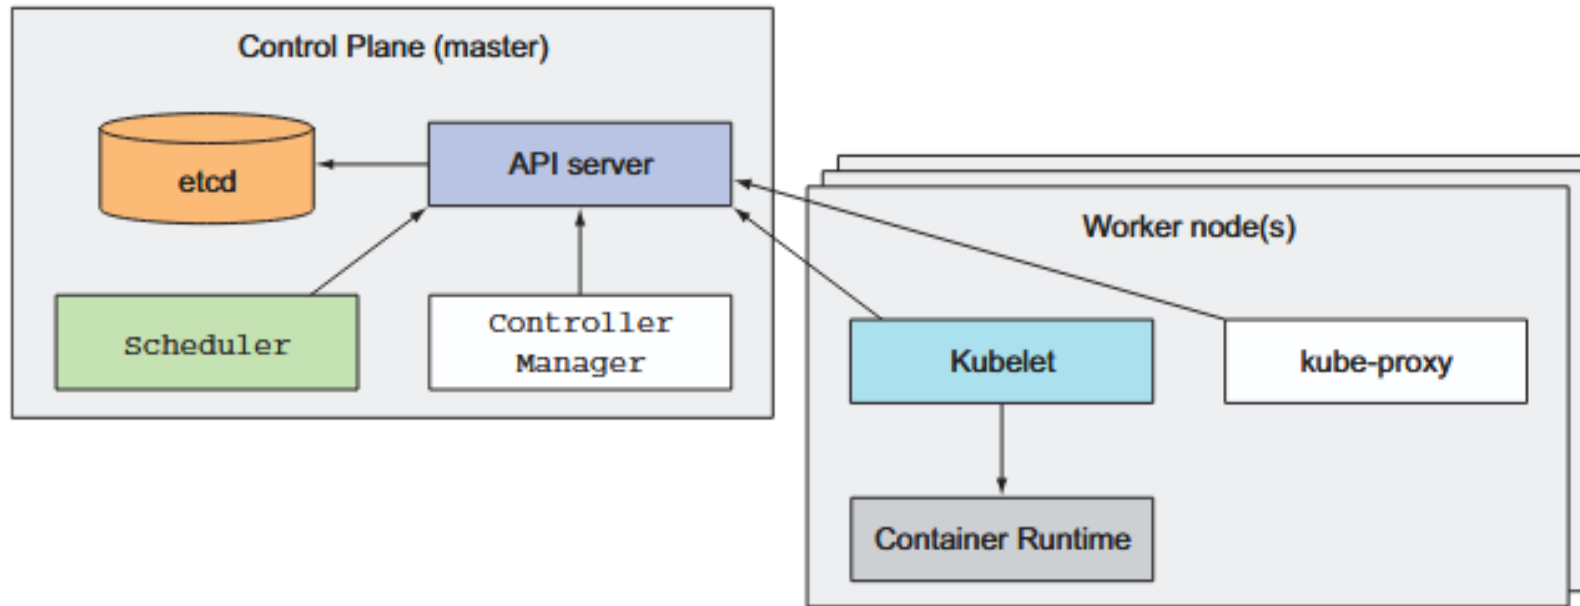 Control Plane (master)
etcd
API server
Scheduler
Controller
Manager
Worker node(s)
Kubelet
kube-proxy
Container Runtime